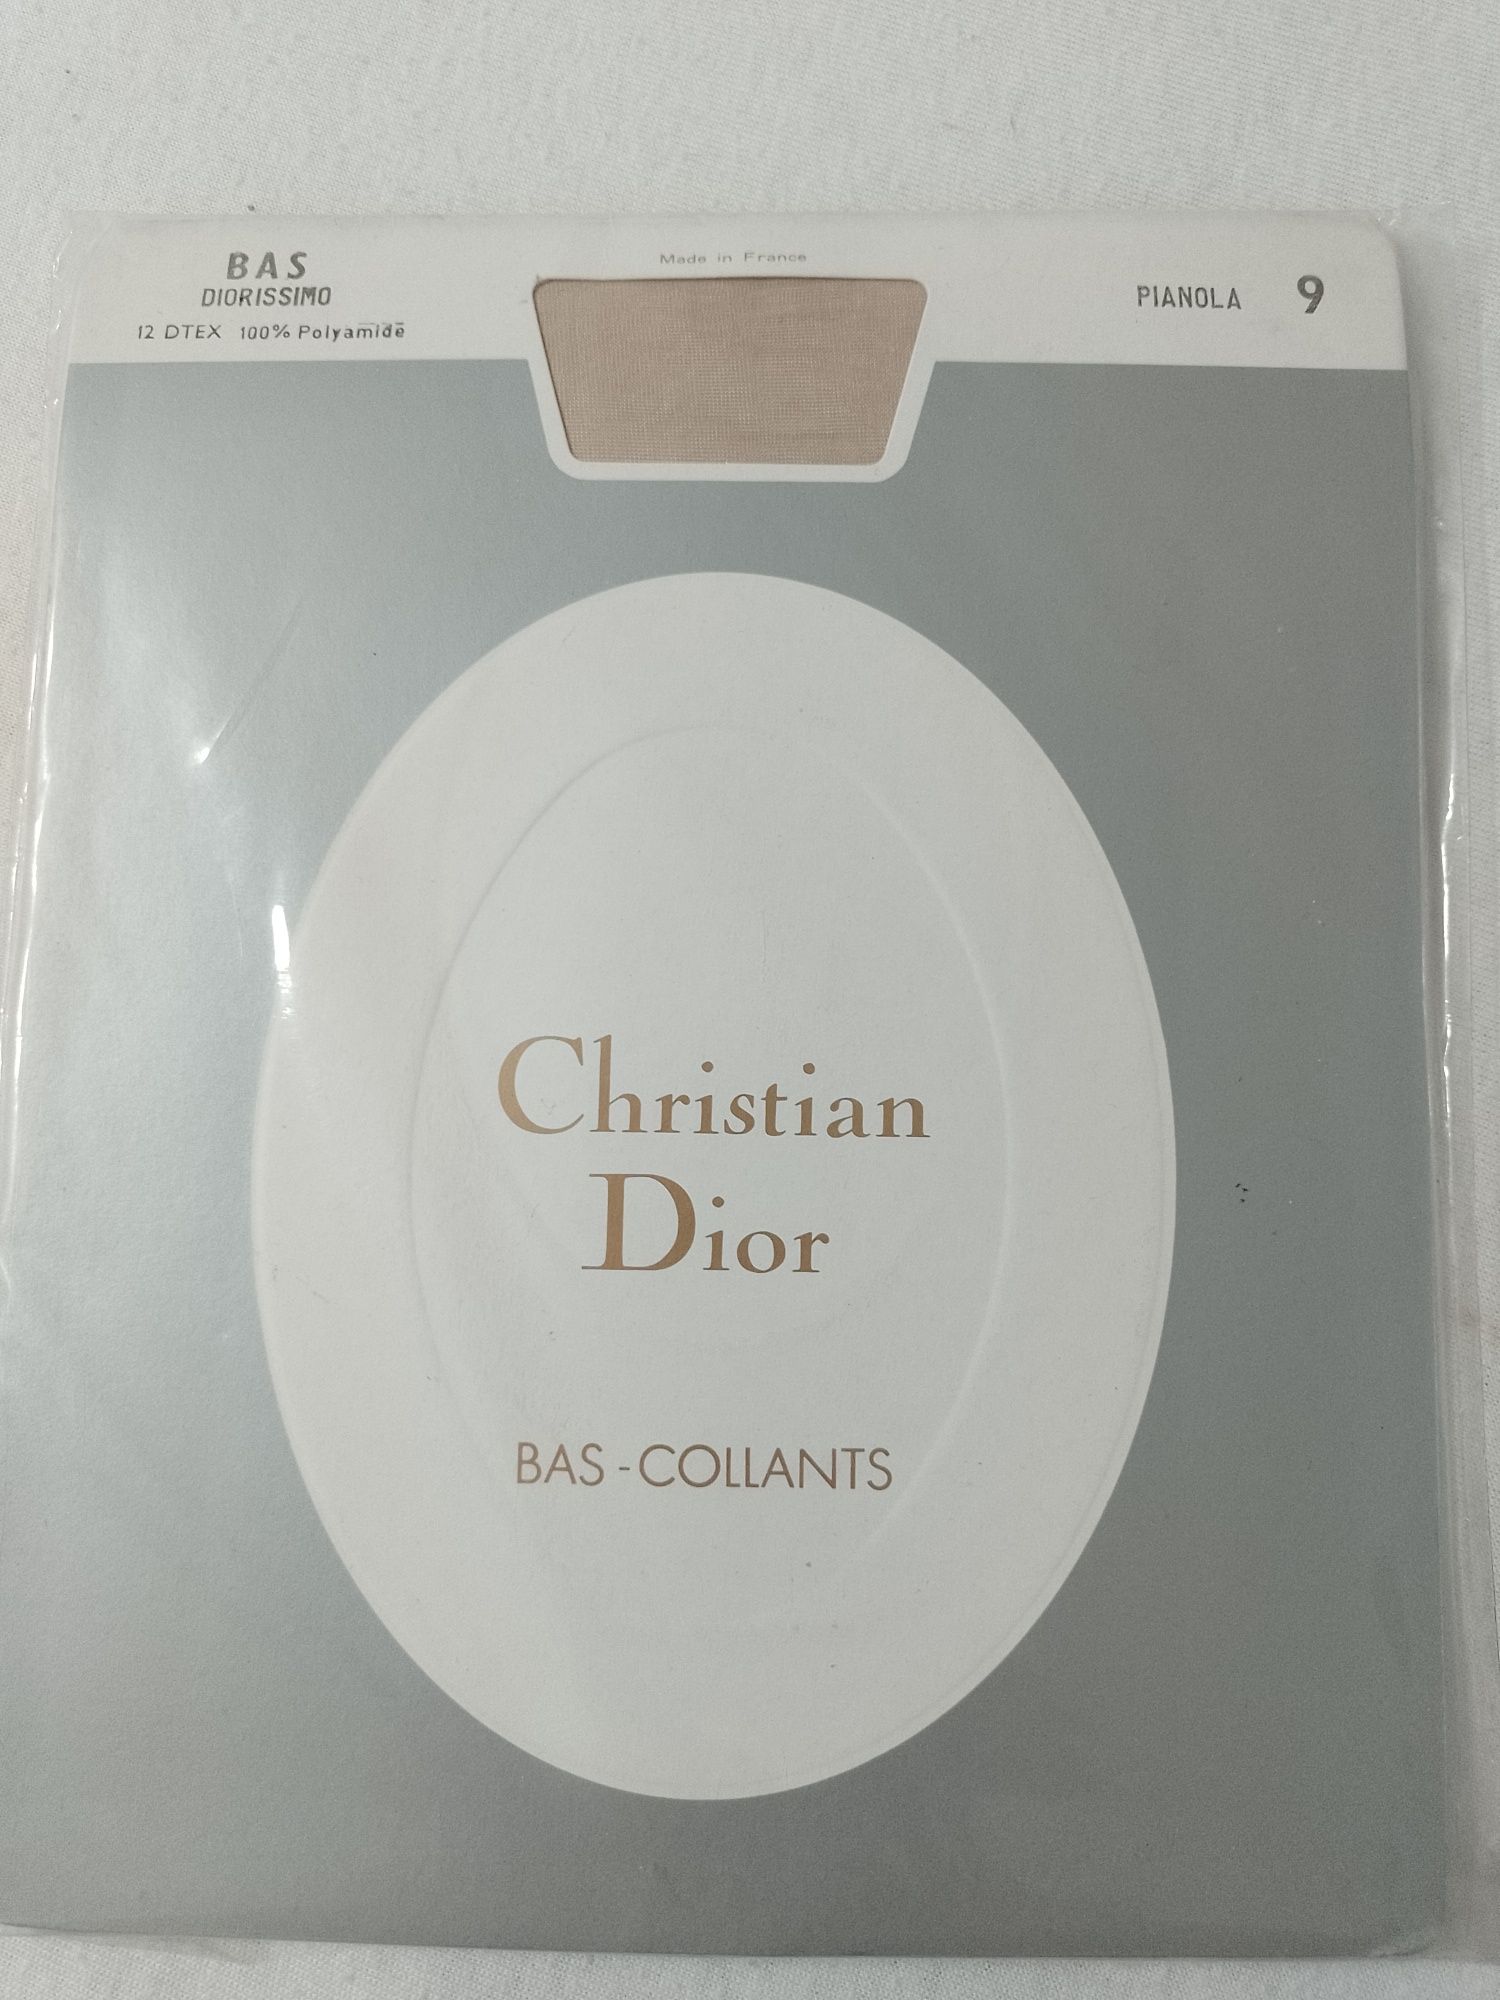 BAS
DIORISSIMO
12 DTEX 100% Polyamide
Made in France
PIANOLA 9
Christian
Dior
BAS - COLLANTS